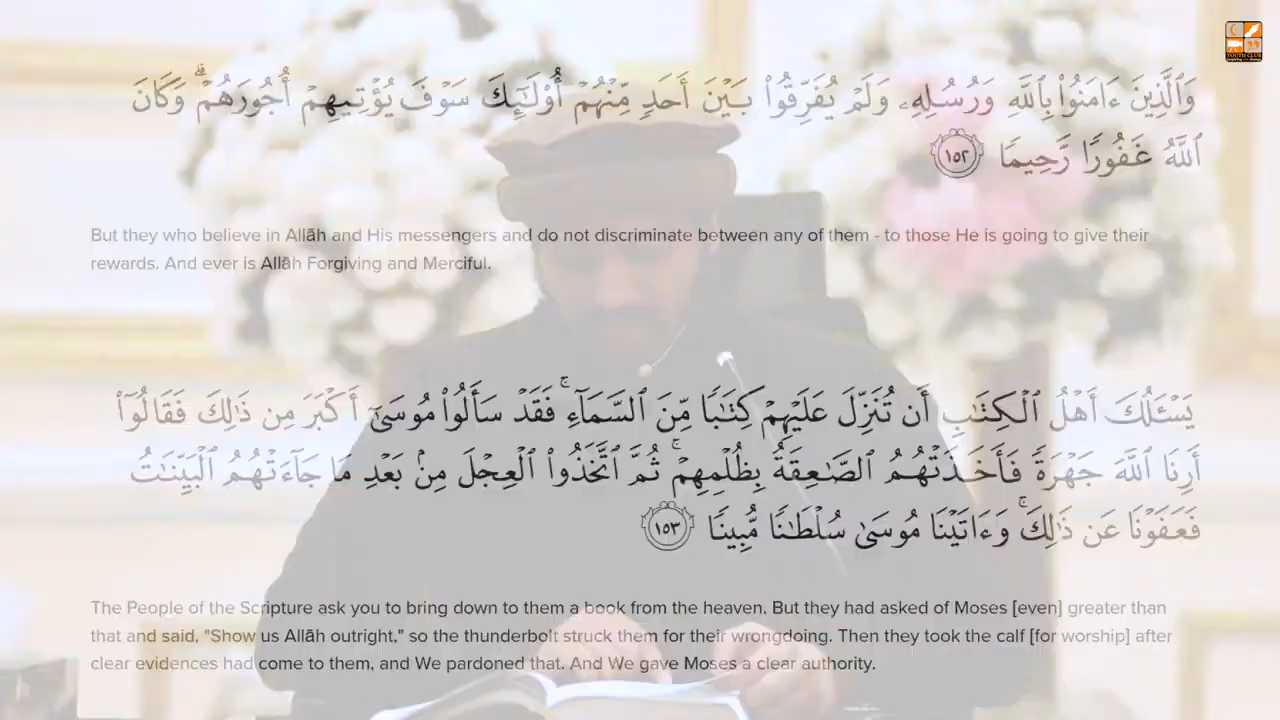 وَٱلَّذِينَ ءَامَنُوا۟ بِٱللَّهِ وَرُسُلِهِۦ وَلَمْ يُفَرِّقُوا۟ بَيْنَ أَحَدٍ مِّنْهُمْ أُو۟لَـٰٓئِكَ سَوْفَ يُؤْتِيهِمْ أُجُورَهُمْ ۗ وَكَانَ
ٱللَّهُ غَفُورًا رَّحِيمًا ١٥٢
But they who believe in Allāh and His messengers and do not discriminate between any of them - to those He is going to give their
rewards. And ever is Allāh Forgiving and Merciful.
يَسْـَٔلُكَ أَهْلُ ٱلْكِتَـٰبِ أَن تُنَزِّلَ عَلَيْهِمْ كِتَـٰبًا مِّنَ ٱلسَّمَآءِ ۚ فَقَدْ سَأَلُوا۟ مُوسَىٰٓ أَكْبَرَ مِن ذَٰلِكَ فَقَالُوٓا۟
أَرِنَا ٱللَّهَ جَهْرَةً فَأَخَذَتْهُمُ ٱلصَّـٰعِقَةُ بِظُلْمِهِمْ ۚ ثُمَّ ٱتَّخَذُوا۟ ٱلْعِجْلَ مِنۢ بَعْدِ مَا جَآءَتْهُمُ ٱلْبَيِّنَـٰتُ
فَعَفَوْنَا عَن ذَٰلِكَ ۚ وَءَاتَيْنَا مُوسَىٰ سُلْطَـٰنًا مُّبِينًا ١٥٣
The People of the Scripture ask you to bring down to them a book from the heaven. But they had asked of Moses [even] greater than
that and said, "Show us Allāh outright," so the thunderbolt struck them for their wrongdoing. Then they took the calf [for worship] after
clear evidences had come to them, and We pardoned that. And We gave Moses a clear authority.
YOUTH CLUB